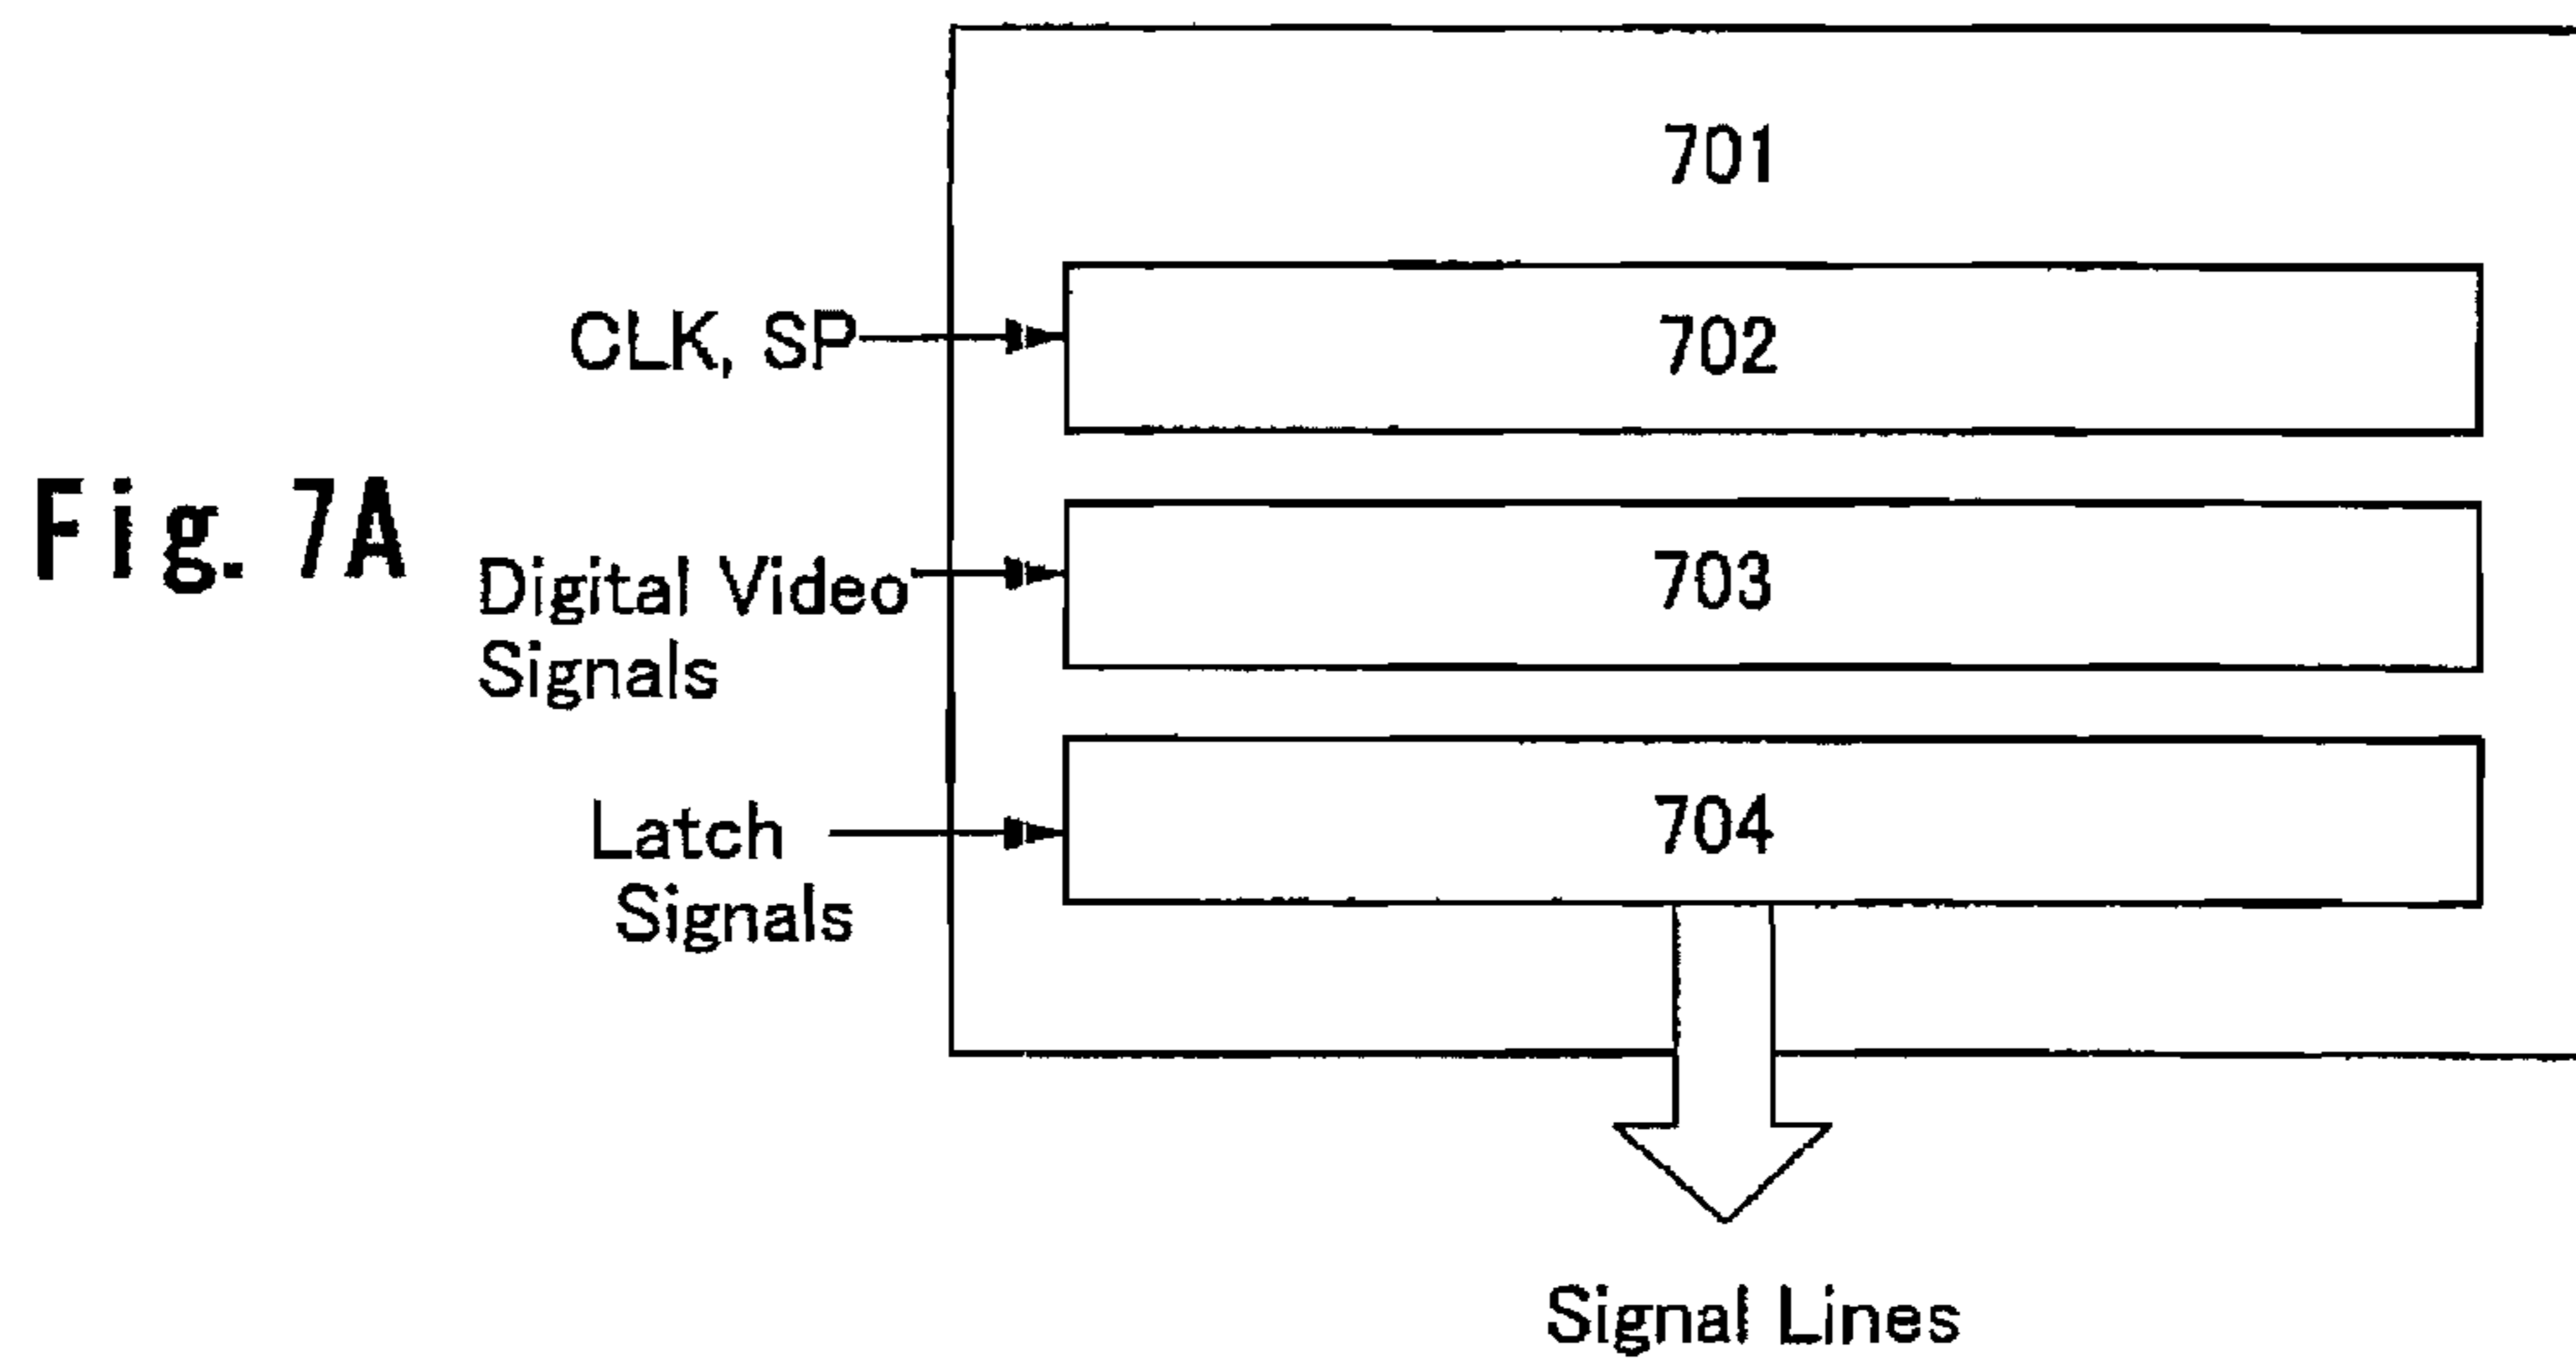 Fig. 7A
701
CLK, SP
702
Digital Video
Signals
703
Latch
Signals
704
Signal Lines